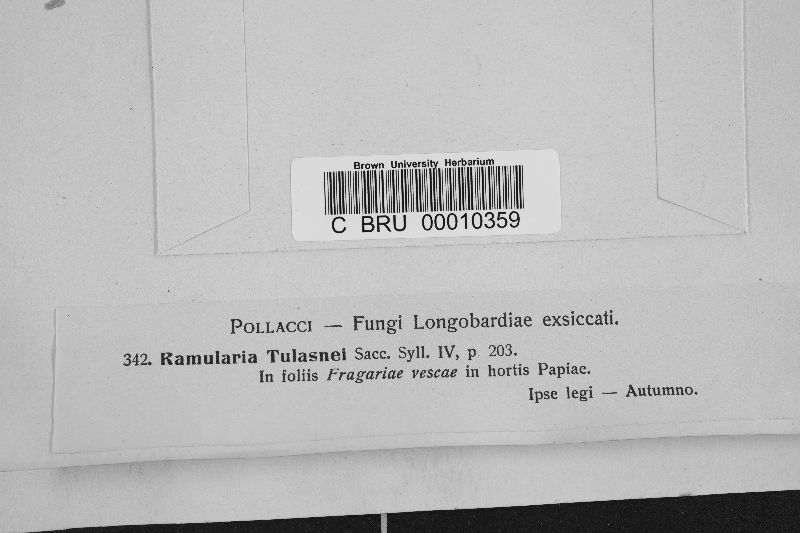 Brown University Herbarium
C BRU 00010359
POLLACCI — Fungi Longobardiae exsiccati.
342. Ramularia Tulasnei Sacc. Syll. IV, p. 203.
In foliis Fragariae vescae in hortis Papiae.
Ipse legi — Autumno.